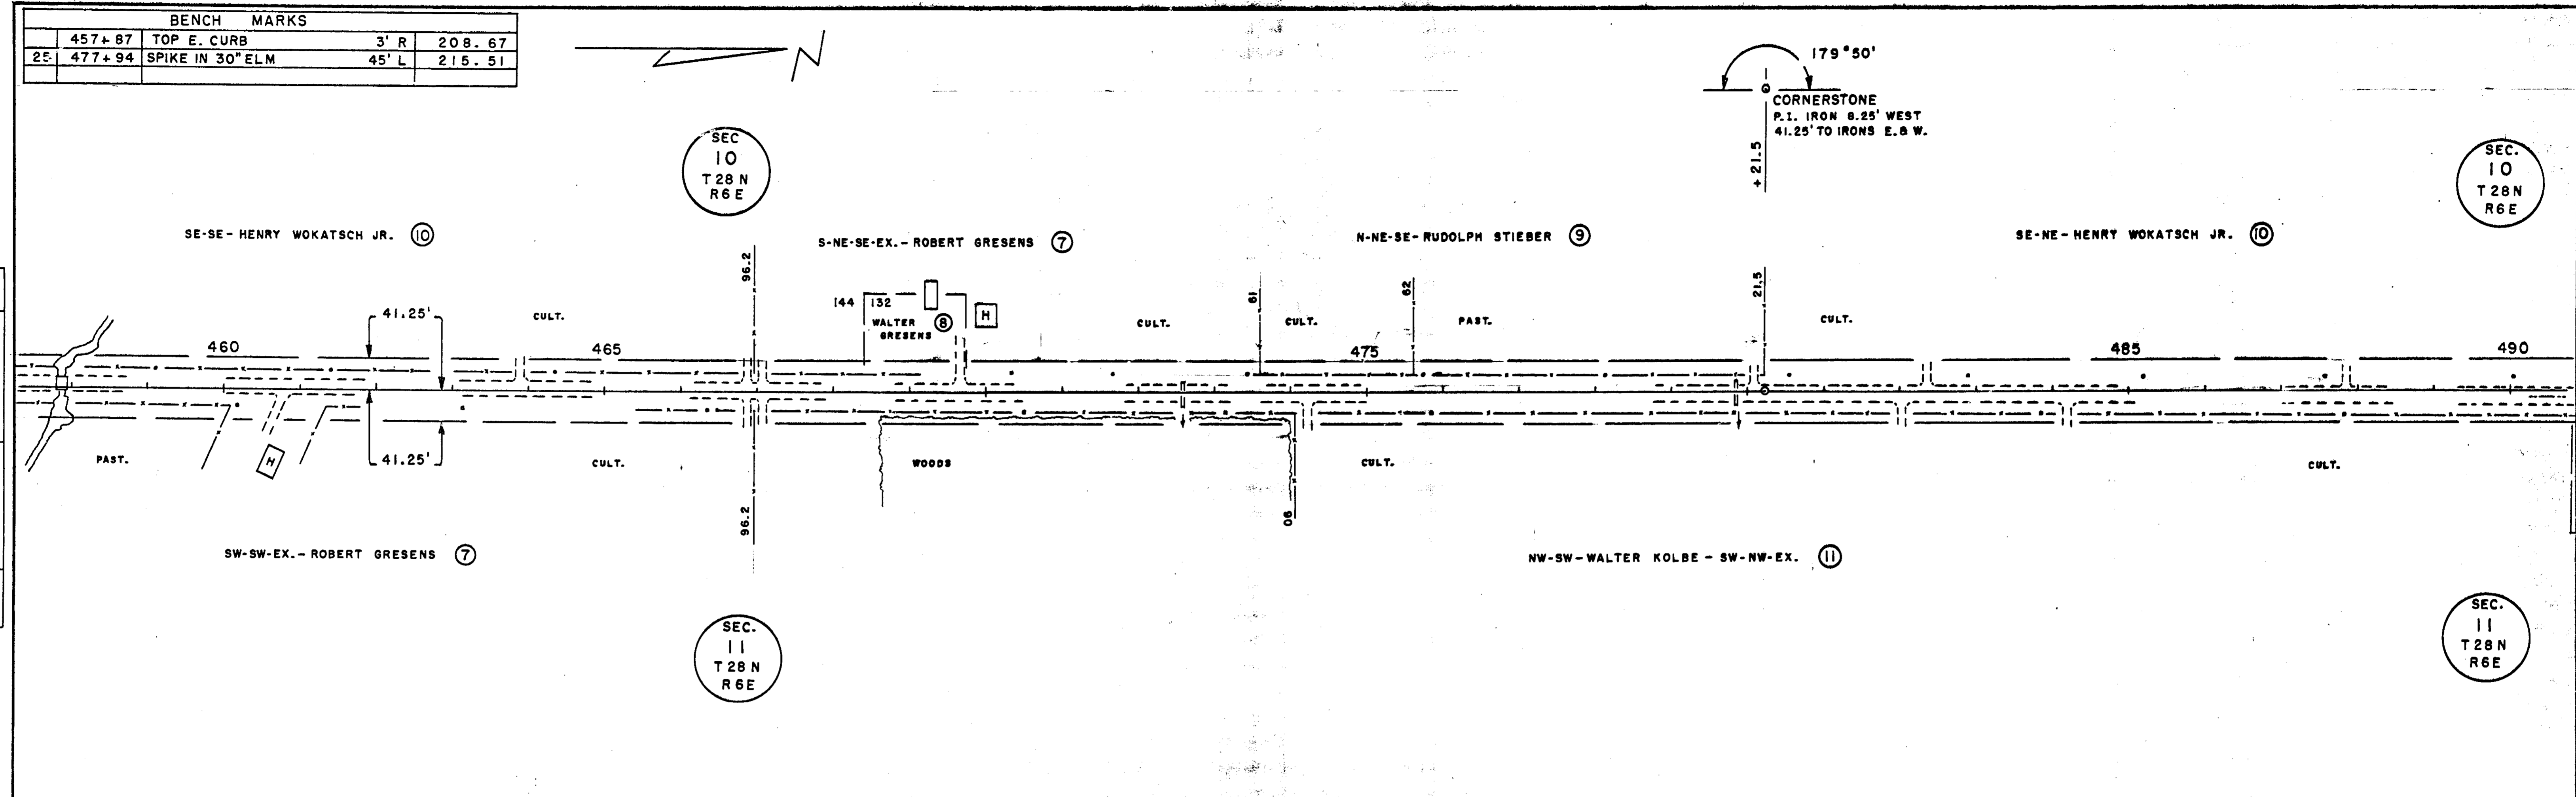 BENCH MARKS
457+87 TOP E. CURB 3' R 208.67
25 477+94 SPIKE IN 30" ELM 45' L 215.51
N
179°50'
CORNERSTONE
P.I. IRON 8.25' WEST
41.25' TO IRONS E. & W.
+21.5
SEC
10
T 28 N
R6E
SEC.
10
T 28 N
R6E
SE-SE-HENRY WOKATSCH JR. 10
S-NE-SE-EX.-ROBERT GRESENS 7
N-NE-SE-RUDOLPH STIEBER 9
SE-NE-HENRY WOKATSCH JR. 10
96.2
144 132
WALTER 8
GRESENS
H
61
62
21.5
41.25'
CULT.
CULT.
CULT.
PAST.
CULT.
460
465
475
485
490
PAST.
H
41.25'
CULT.
WOODS
CULT.
CULT.
96.2
90
SW-SW-EX.-ROBERT GRESENS 7
NW-SW-WALTER KOLBE-SW-NW-EX. 11
SEC.
11
T 28 N
R6E
SEC.
11
T 28 N
R6E